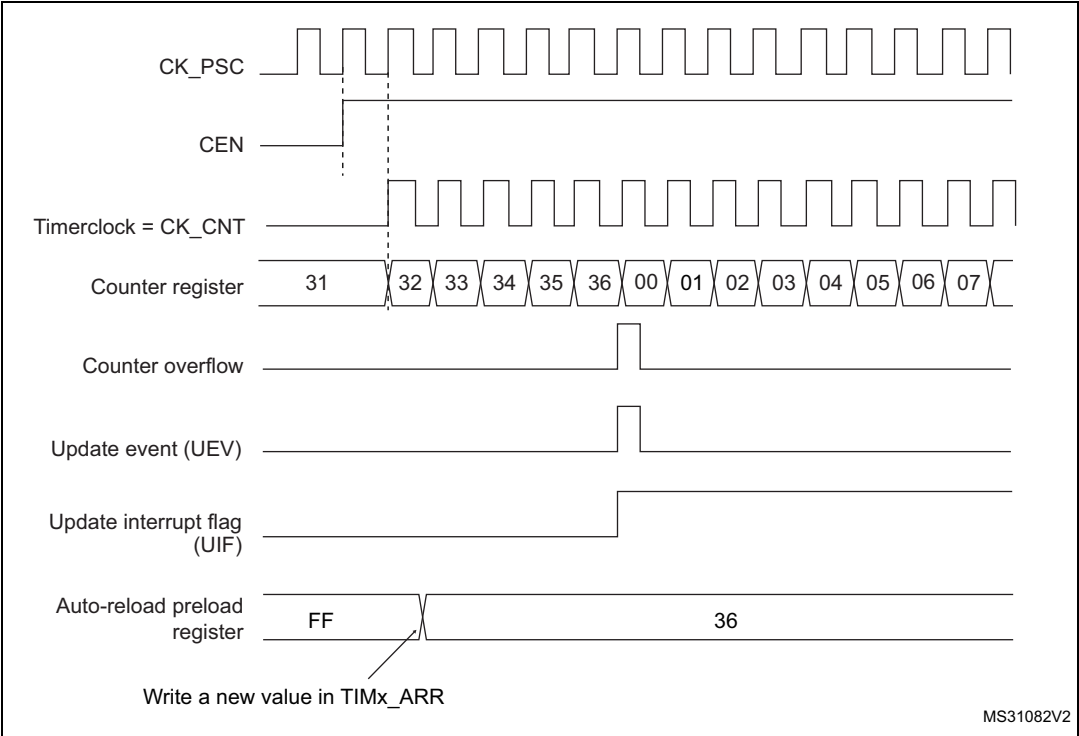 CK_PSC
CEN
Timerclock = CK_CNT
Counter register
31 32 33 34 35 36 00 01 02 03 04 05 06 07
Counter overflow
Update event (UEV)
Update interrupt flag
(UIF)
Auto-reload preload
register
FF 36
Write a new value in TIMx_ARR
MS31082V2